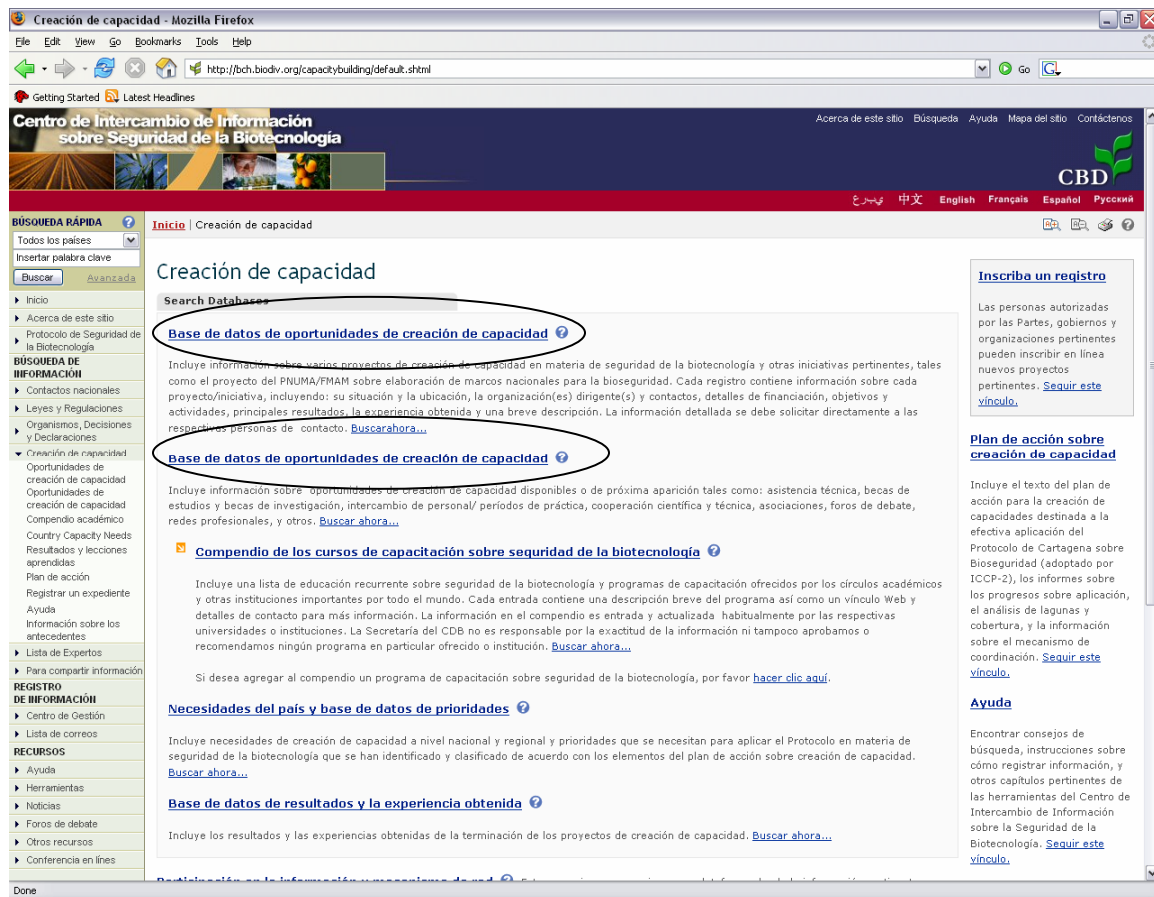 Creación de capacidad - Mozilla Firefox
File Edit View Go Bookmarks Tools Help
http://bch.biodiv.org/capacitybuilding/default.shtml
Go
Getting Started Latest Headlines
Centro de Intercambio de Información
sobre Seguridad de la Biotecnología
Acerca de este sitio Búsqueda Ayuda Mapa del sitio Contáctenos
CBD
中文 English Français Español Русский
BÚSQUEDA RÁPIDA
Todos los países
Insertar palabra clave
Buscar Avanzada
Inicio
Acerca de este sitio
Protocolo de Seguridad de
la Biotecnología
BÚSQUEDA DE
INFORMACIÓN
Contactos nacionales
Leyes y Regulaciones
Organismos, Decisiones
y Declaraciones
Creación de capacidad
Oportunidades de
creación de capacidad
Oportunidades de
creación de capacidad
Compendio académico
Country Capacity Needs
Resultados y lecciones
aprendidas
Plan de acción
Registrar un expediente
Ayuda
Información sobre los
antecedentes
Lista de Expertos
Para compartir información
REGISTRO
DE INFORMACIÓN
Centro de Gestión
Lista de correos
RECURSOS
Ayuda
Herramientas
Noticias
Foros de debate
Otros recursos
Conferencia en línes
Inicio | Creación de capacidad
Creación de capacidad
Search Databases
Base de datos de oportunidades de creación de capacidad
Incluye información sobre varios proyectos de creación de capacidad en materia de seguridad de la biotecnología y otras iniciativas pertinentes, tales
como el proyecto del PNUMA/FMAM sobre elaboración de marcos nacionales para la bioseguridad. Cada registro contiene información sobre cada
proyecto/iniciativa, incluyendo: su situación y la ubicación, la organización(es) dirigente(s) y contactos, detalles de financiación, objetivos y
actividades, principales resultados, la experiencia obtenida y una breve descripción. La información detallada se debe solicitar directamente a las
respectivas personas de contacto. Buscarahora...
Base de datos de oportunidades de creación de capacidad
Incluye información sobre oportunidades de creación de capacidad disponibles o de próxima aparición tales como: asistencia técnica, becas de
estudios y becas de investigación, intercambio de personal/ períodos de práctica, cooperación científica y técnica, asociaciones, foros de debate,
redes profesionales, y otros. Buscar ahora...
Compendio de los cursos de capacitación sobre seguridad de la biotecnología
Incluye una lista de educación recurrente sobre seguridad de la biotecnología y programas de capacitación ofrecidos por los círculos académicos
y otras instituciones importantes por todo el mundo. Cada entrada contiene una descripción breve del programa así como un vínculo Web y
detalles de contacto para más información. La información en el compendio es entrada y actualizada habitualmente por las respectivas
universidades o instituciones. La Secretaría del CDB no es responsable por la exactitud de la información ni tampoco aprobamos o
recomendamos ningún programa en particular ofrecido o institución. Buscar ahora...
Si desea agregar al compendio un programa de capacitación sobre seguridad de la biotecnología, por favor hacer clic aquí.
Necesidades del país y base de datos de prioridades
Incluye necesidades de creación de capacidad a nivel nacional y regional y prioridades que se necesitan para aplicar el Protocolo en materia de
seguridad de la biotecnología que se han identificado y clasificado de acuerdo con los elementos del plan de acción sobre creación de capacidad.
Buscar ahora...
Base de datos de resultados y la experiencia obtenida
Incluye los resultados y las experiencias obtenidas de la terminación de los proyectos de creación de capacidad. Buscar ahora...
Inscriba un registro
Las personas autorizadas
por las Partes, gobiernos y
organizaciones pertinentes
pueden inscribir en línea
nuevos proyectos
pertinentes. Seguir este
vínculo.
Plan de acción sobre
creación de capacidad
Incluye el texto del plan de
acción para la creación de
capacidades destinada a la
efectiva aplicación del
Protocolo de Cartagena sobre
Bioseguridad (adoptado por
ICCP-2), los informes sobre
los progresos sobre aplicación,
el análisis de lagunas y
cobertura, y la información
sobre el mecanismo de
coordinación. Seguir este
vínculo.
Ayuda
Encontrar consejos de
búsqueda, instrucciones sobre
cómo registrar información, y
otros capítulos pertinentes de
las herramientas del Centro de
Intercambio de Información
sobre la Seguridad de la
Biotecnología. Seguir este
vínculo.
Done